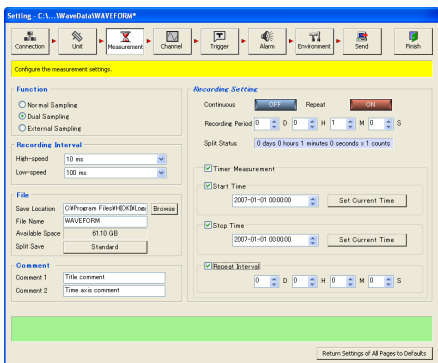 Setting - C:\...\WaveData\WAVEFORM*
Connection
Unit
Measurement
Channel
Trigger
Alarm
Environment
Send
Finish
Configure the measurement settings.
Function
Normal Sampling
Dual Sampling
External Sampling
Recording Interval
High-speed 10 ms
Low-speed 100 ms
File
Save Location C:\Program Files\HIOKI\Logg Browse
File Name WAVEFORM
Available Space 61.10 GB
Split Save Standard
Comment
Comment 1 Title comment
Comment 2 Time axis comment
Recording Setting
Continuous OFF Repeat ON
Recording Period 0 D 0 H 1 M 0 S
Split Status 0 days 0 hours 1 minutes 0 seconds x 1 counts
Timer Measurement
Start Time
2007-01-01 00:00:00 Set Current Time
Stop Time
2007-01-01 00:00:00 Set Current Time
Repeat Interval
0 D 0 H 0 M 0 S
Return Settings of All Pages to Defaults